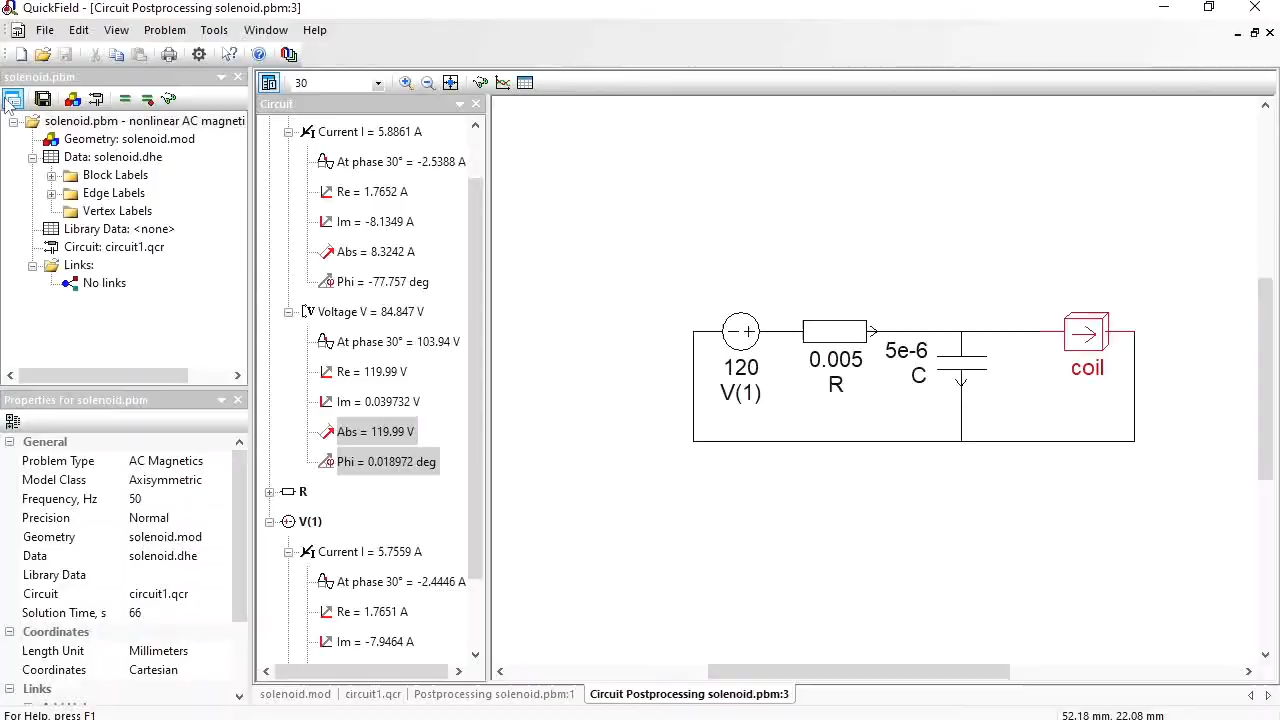 QuickField - [Circuit Postprocessing solenoid.pbm:3]
File Edit View Problem Tools Window Help
solenoid.pbm
solenoid.pbm - nonlinear AC magneti
Geometry: solenoid.mod
Data: solenoid.dhe
Block Labels
Edge Labels
Vertex Labels
Library Data: <none>
Circuit: circuit1.qcr
Links:
No links
Properties for solenoid.pbm
General
Problem Type AC Magnetics
Model Class Axisymmetric
Frequency, Hz 50
Precision Normal
Geometry solenoid.mod
Data solenoid.dhe
Library Data
Circuit circuit1.qcr
Solution Time, s 66
Coordinates
Length Unit Millimeters
Coordinates Cartesian
Links
30
Circuit
Current I = 5.8861 A
At phase 30° = -2.5388 A
Re = 1.7652 A
Im = -8.1349 A
Abs = 8.3242 A
Phi = -77.757 deg
Voltage V = 84.847 V
At phase 30° = 103.94 V
Re = 119.99 V
Im = 0.039732 V
Abs = 119.99 V
Phi = 0.018972 deg
R
V(1)
Current I = 5.7559 A
At phase 30° = -2.4446 A
Re = 1.7651 A
Im = -7.9464 A
120
V(1)
0.005
R
5e-6
C
coil
solenoid.mod circuit1.qcr Postprocessing solenoid.pbm:1 Circuit Postprocessing solenoid.pbm:3
For Help, press F1
52.18 mm, 22.08 mm